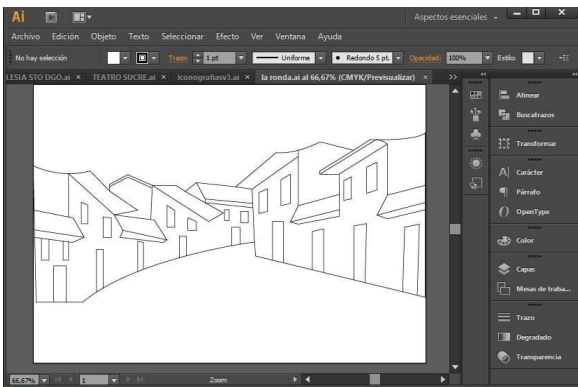 Ai Br Aspectos esenciales
Archivo Edición Objeto Texto Seleccionar Efecto Ver Ventana Ayuda
No hay selección Trazo: 1 pt Uniforme Redondo 5 pt. Opacidad: 100% Estilo:
LESIA STO DGO.ai × TEATRO SUCRE.ai × iconografiasv3.ai × la ronda.ai al 66,67% (CMYK/Previsualizar) ×
Alinear
Buscatrazos
Transformar
Carácter
Párrafo
OpenType
Color
Capas
Mesas de traba...
Trazo
Degradado
Transparencia
66,67% 1 Zoom